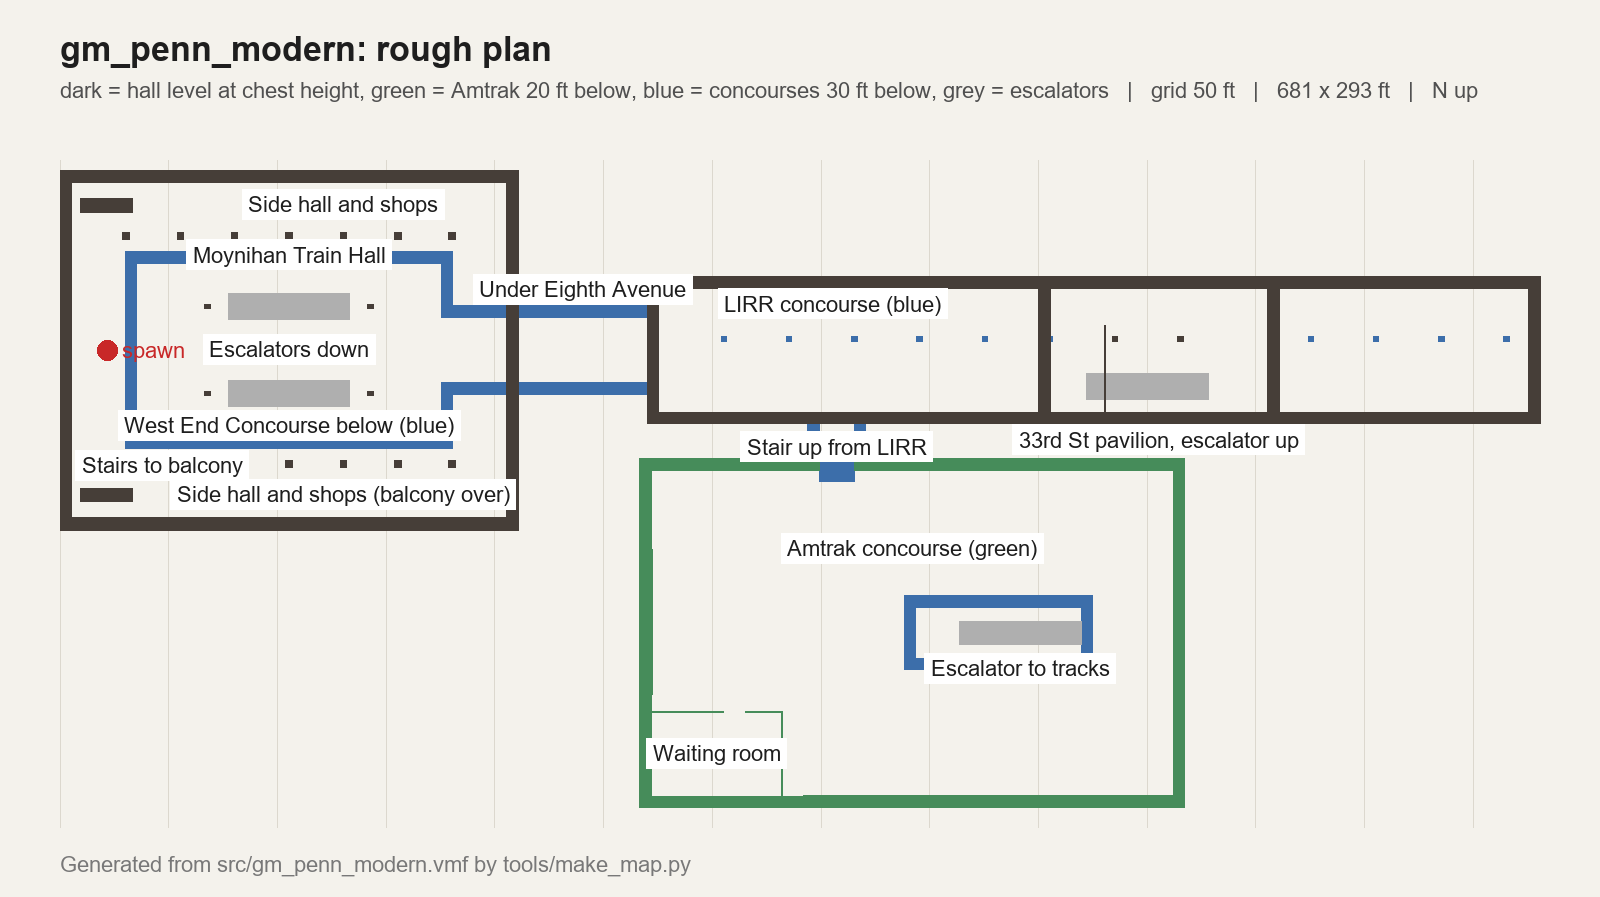 gm_penn_modern: rough plan
dark = hall level at chest height, green = Amtrak 20 ft below, blue = concourses 30 ft below, grey = escalators | grid 50 ft | 681 x 293 ft | N up
Side hall and shops
Moynihan Train Hall
Under Eighth Avenue
LIRR concourse (blue)
spawn
Escalators down
West End Concourse below (blue)
Stair up from LIRR
33rd St pavilion, escalator up
Stairs to balcony
Side hall and shops (balcony over)
Amtrak concourse (green)
Escalator to tracks
Waiting room
Generated from src/gm_penn_modern.vmf by tools/make_map.py